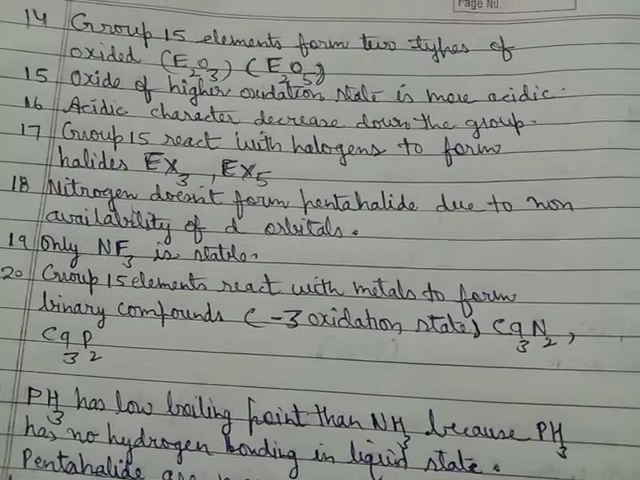 Page No.
14 Group 15 elements form two types of
oxided (E₂O₃) (E₂O₅)
15 Oxide of higher oxidation state is more acidic.
16 Acidic character decrease down the group.
17 Group 15 react with halogens to form
halides EX₃, EX₅
18 Nitrogen doesn't form pentahalide due to non
availability of d orbitals.
19 Only NF₃ is stable.
20 Group 15 elements react with metals to form
binary compounds (-3 oxidation state) Ca₃N₂,
Ca₃P₂
PH₃ has low boiling point than NH₃ because PH₃
has no hydrogen bonding in liquid state.
Pentahalide are